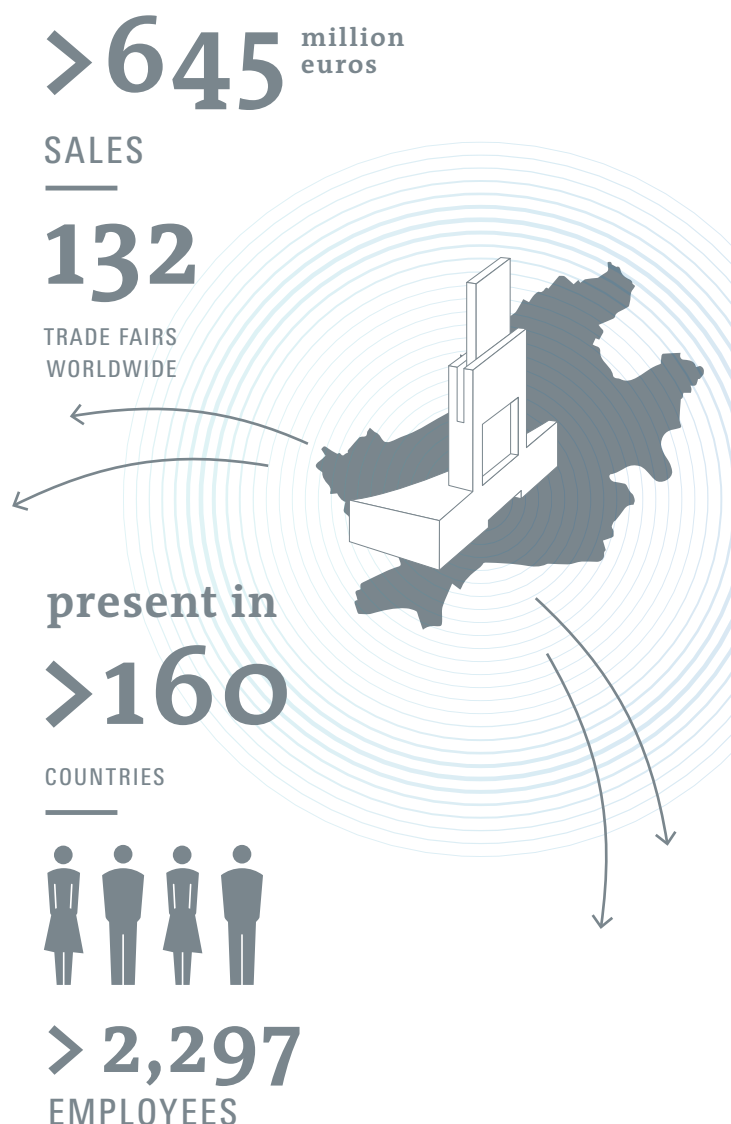 >645 million
euros
SALES
132
TRADE FAIRS
WORLDWIDE
present in
>160
COUNTRIES
> 2,297
EMPLOYEES